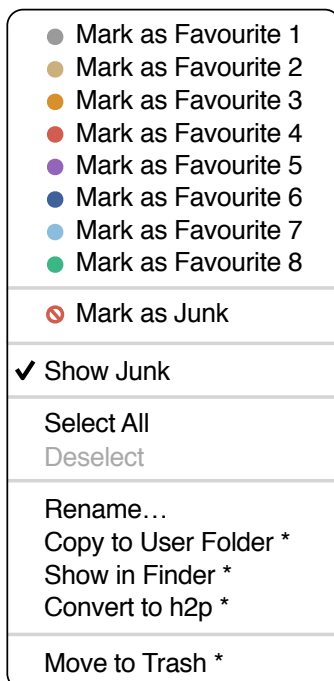 Mark as Favourite 1
Mark as Favourite 2
Mark as Favourite 3
Mark as Favourite 4
Mark as Favourite 5
Mark as Favourite 6
Mark as Favourite 7
Mark as Favourite 8
Mark as Junk
Show Junk
Select All
Deselect
Rename…
Copy to User Folder *
Show in Finder *
Convert to h2p *
Move to Trash *